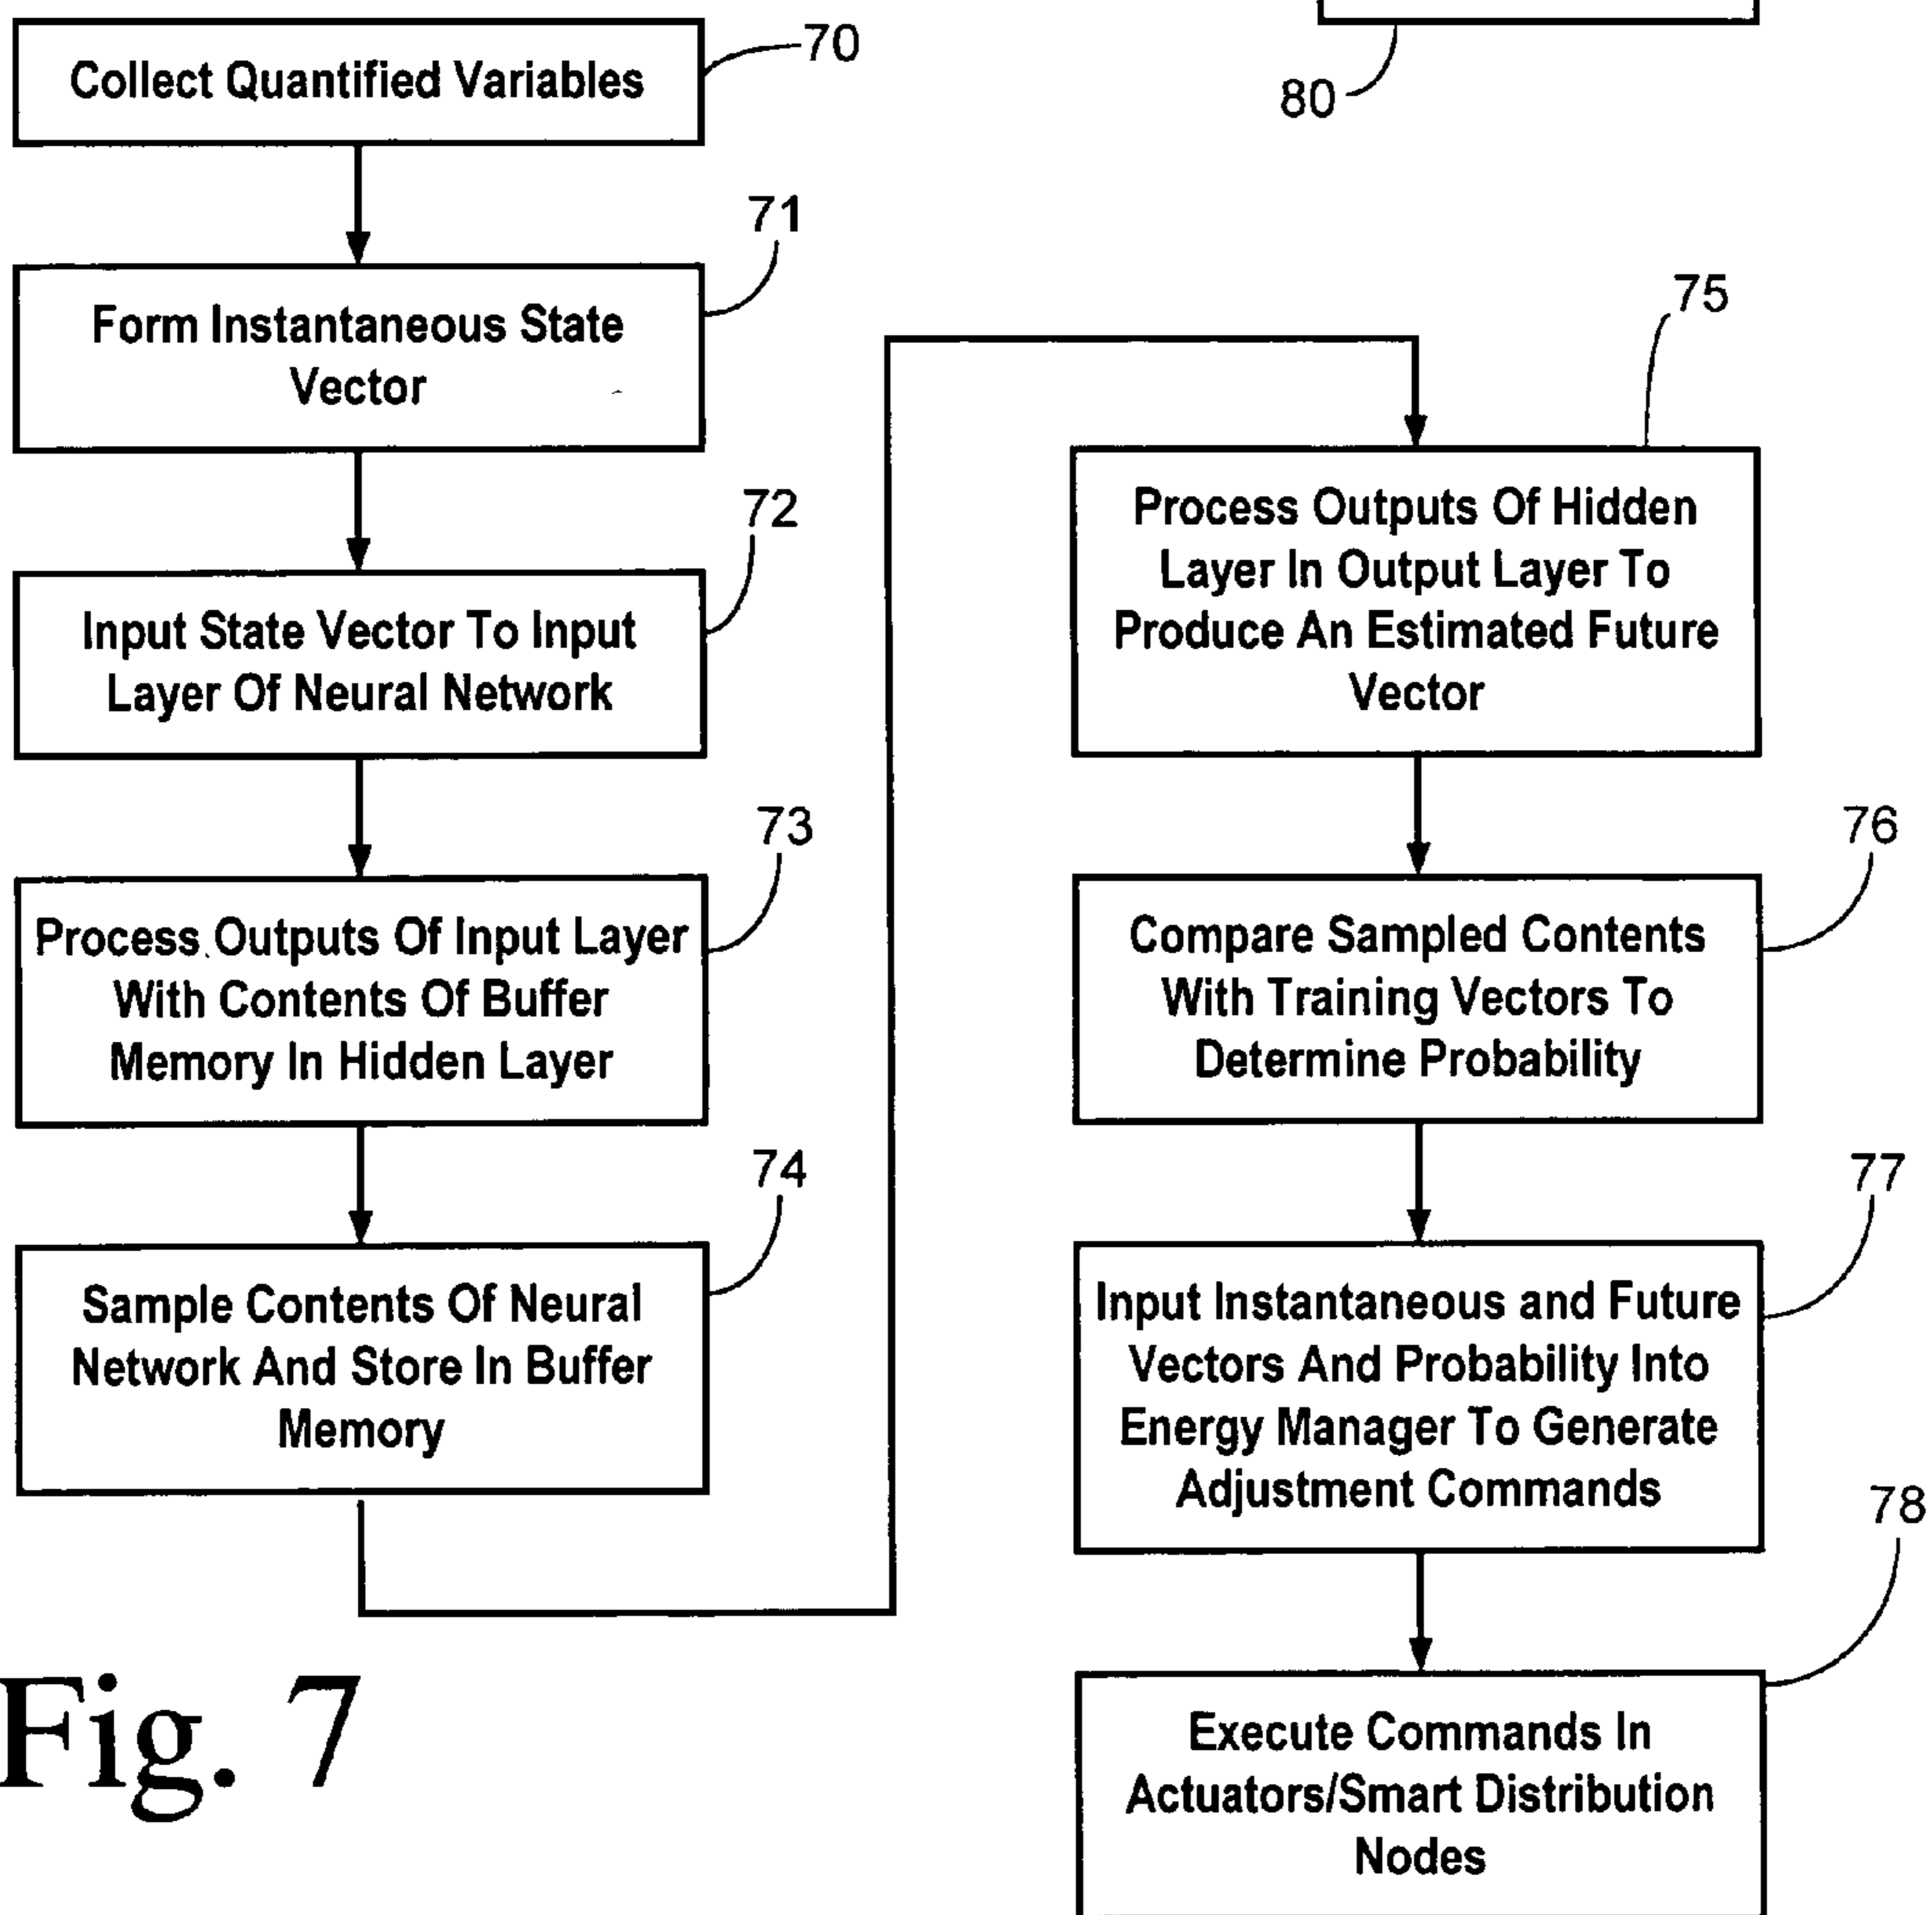 Collect Quantified Variables
70
80
Form Instantaneous State
Vector
71
Input State Vector To Input
Layer Of Neural Network
72
Process Outputs Of Input Layer
With Contents Of Buffer
Memory In Hidden Layer
73
Sample Contents Of Neural
Network And Store In Buffer
Memory
74
Process Outputs Of Hidden
Layer In Output Layer To
Produce An Estimated Future
Vector
75
Compare Sampled Contents
With Training Vectors To
Determine Probability
76
Input Instantaneous and Future
Vectors And Probability Into
Energy Manager To Generate
Adjustment Commands
77
Execute Commands In
Actuators/Smart Distribution
Nodes
78
Fig. 7